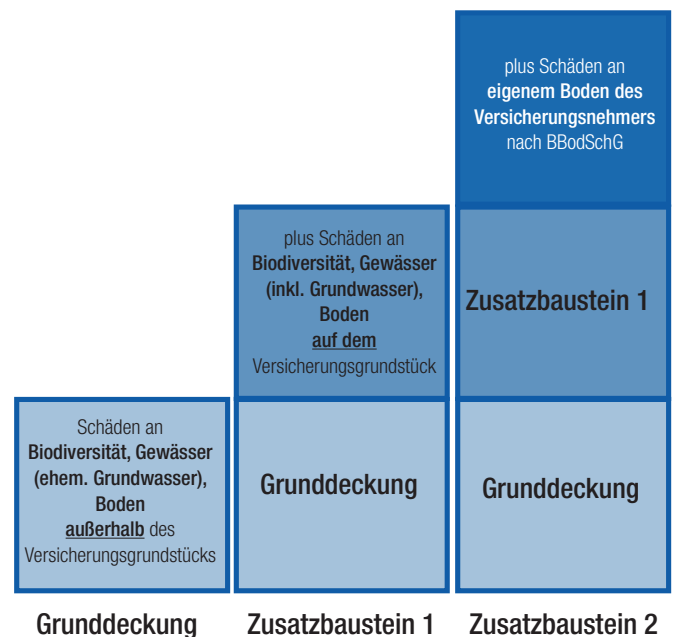 plus Schäden an
eigenem Boden des
Versicherungsnehmers
nach BBodSchG
plus Schäden an
Biodiversität, Gewässer
(inkl. Grundwasser),
Boden
auf dem
Versicherungsgrundstück
Zusatzbaustein 1
Schäden an
Biodiversität, Gewässer
(ehem. Grundwasser),
Boden
außerhalb des
Versicherungsgrundstücks
Grunddeckung
Grunddeckung
Grunddeckung
Zusatzbaustein 1
Zusatzbaustein 2